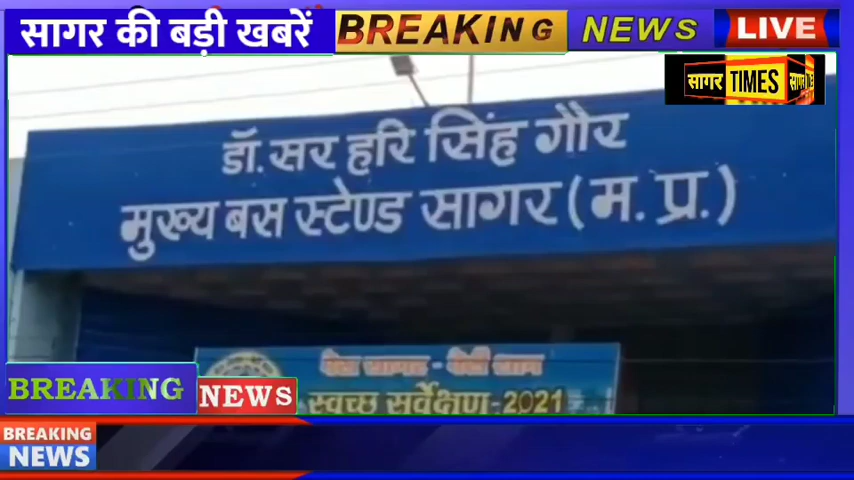 सागर की बड़ी खबरें BREAKING NEWS LIVE
सागर TIMES सागर
डॉ. सर हरि सिंह गौर
मुख्य बस स्टेण्ड सागर (म. प्र.)
स्वच्छ सर्वेक्षण-2021
BREAKING
NEWS
BREAKING
NEWS